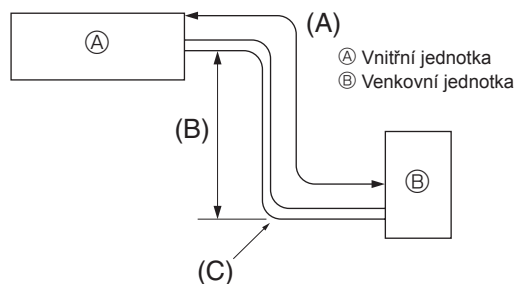 (A)
Ⓐ
Ⓐ Vnitřní jednotka
Ⓑ Venkovní jednotka
(B)
Ⓑ
(C)